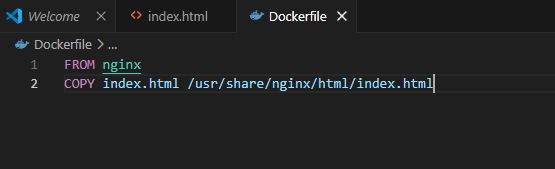 Welcome index.html Dockerfile
Dockerfile > ...
1 FROM nginx
2 COPY index.html /usr/share/nginx/html/index.html